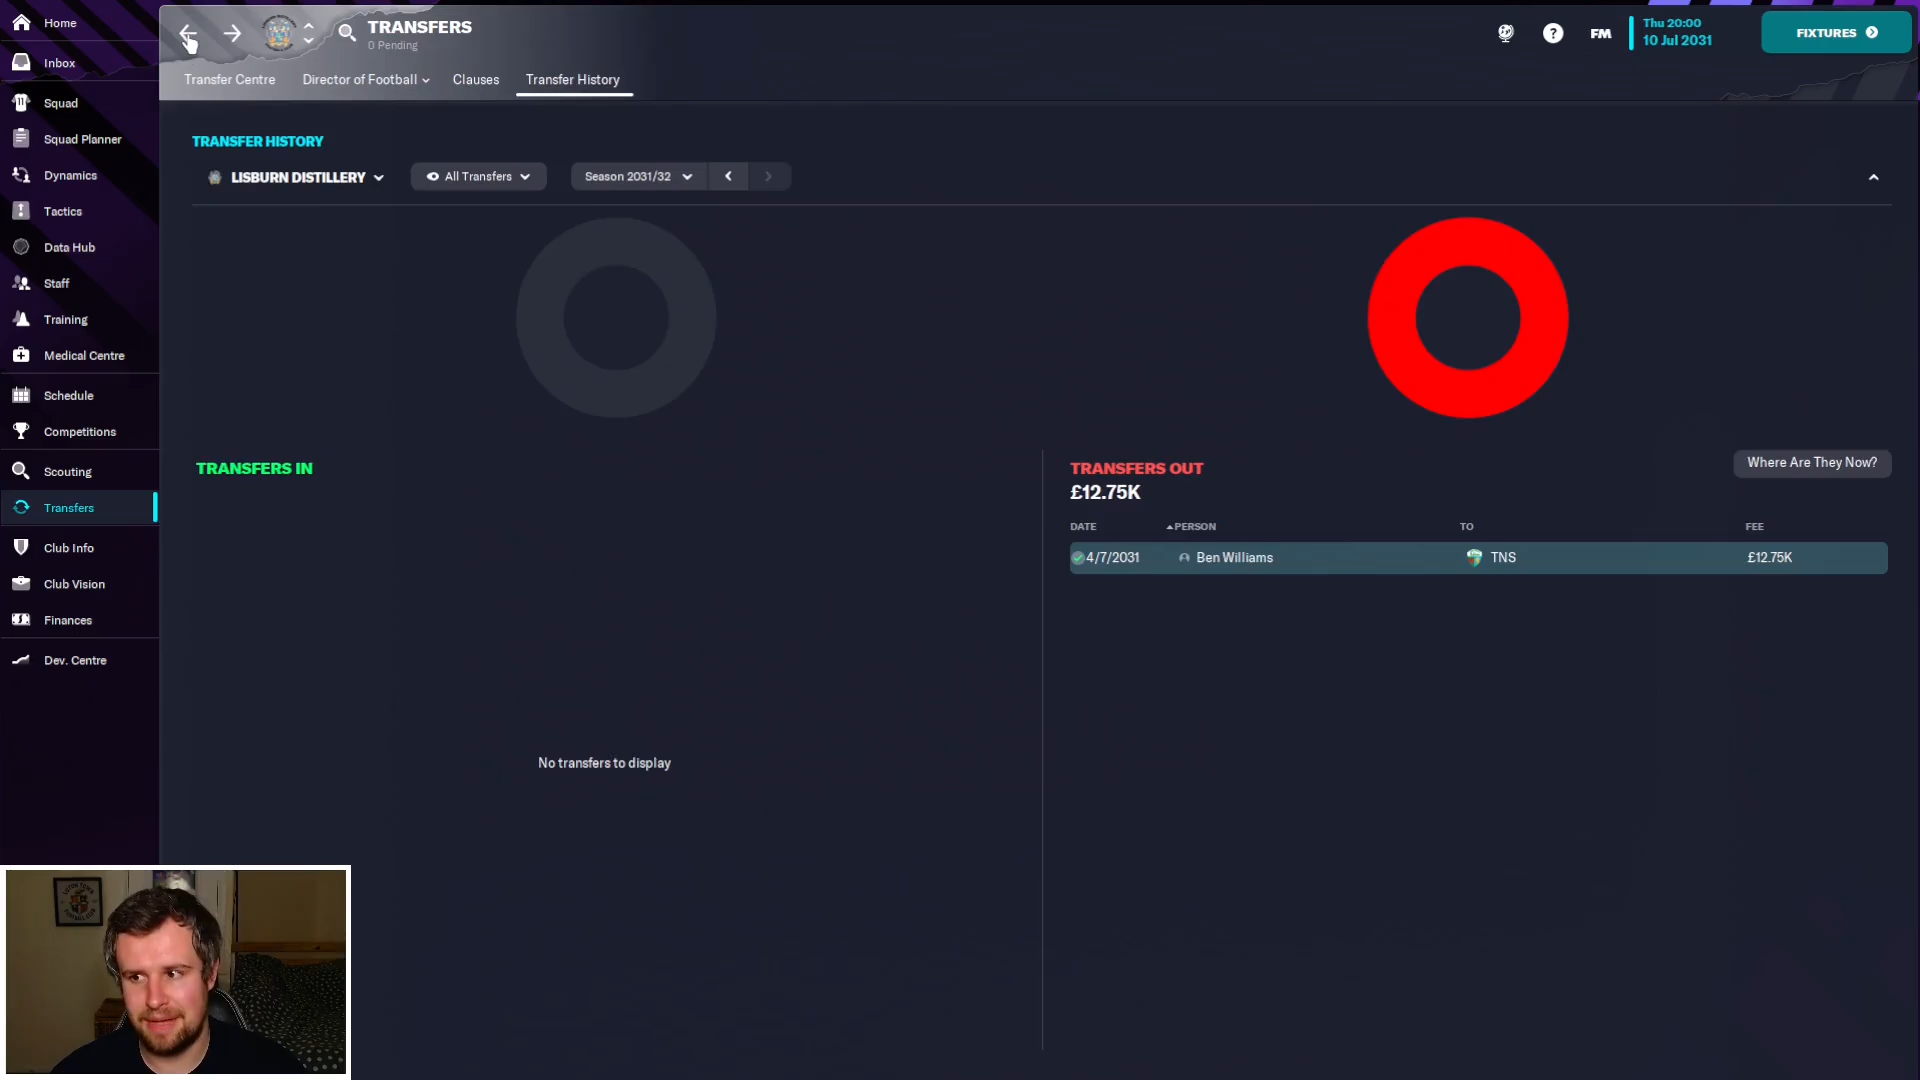 Home
Inbox
Squad
Squad Planner
Dynamics
Tactics
Data Hub
Staff
Training
Medical Centre
Schedule
Competitions
Scouting
Transfers
Club Info
Club Vision
Finances
Dev. Centre
TRANSFERS
0 Pending
FM
Thu 20:00
10 Jul 2031
FIXTURES
Transfer Centre
Director of Football
Clauses
Transfer History
TRANSFER HISTORY
LISBURN DISTILLERY
All Transfers
Season 2031/32
TRANSFERS IN
No transfers to display
TRANSFERS OUT
£12.75K
Where Are They Now?
DATE PERSON TO FEE
4/7/2031 Ben Williams TNS £12.75K